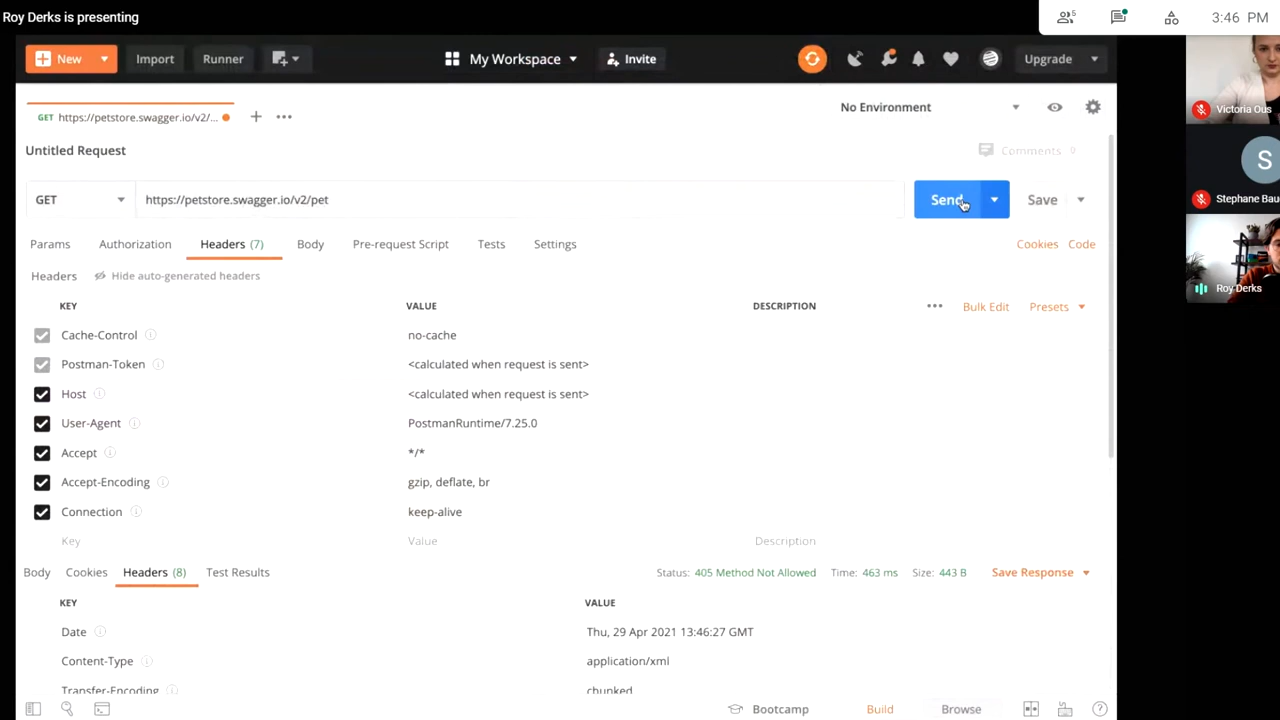 Roy Derks is presenting
5
3:46 PM
New
Import
Runner
My Workspace
Invite
Upgrade
GET https://petstore.swagger.io/v2/...
No Environment
Untitled Request
Comments 0
GET
https://petstore.swagger.io/v2/pet
Send
Save
Params
Authorization
Headers (7)
Body
Pre-request Script
Tests
Settings
Cookies
Code
Headers
Hide auto-generated headers
KEY
VALUE
DESCRIPTION
Bulk Edit
Presets
Cache-Control
no-cache
Postman-Token
<calculated when request is sent>
Host
<calculated when request is sent>
User-Agent
PostmanRuntime/7.25.0
Accept
*/*
Accept-Encoding
gzip, deflate, br
Connection
keep-alive
Key
Value
Description
Body
Cookies
Headers (8)
Test Results
Status: 405 Method Not Allowed
Time: 463 ms
Size: 443 B
Save Response
KEY
VALUE
Date
Thu, 29 Apr 2021 13:46:27 GMT
Content-Type
application/xml
Transfer-Encoding
chunked
Bootcamp
Build
Browse
Victoria Ous
S
Stephane Bau
Roy Derks